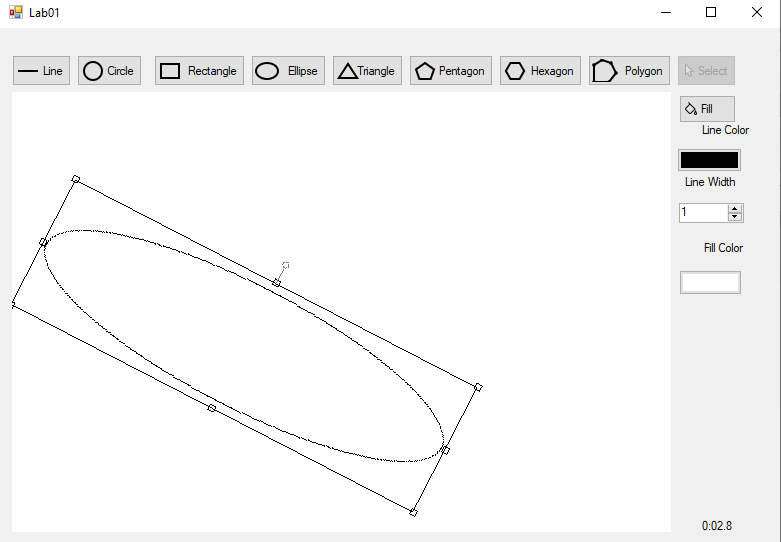 Lab01
Line Circle Rectangle Ellipse Triangle Pentagon Hexagon Polygon Select
Fill
Line Color
Line Width
1
Fill Color
0:02.8